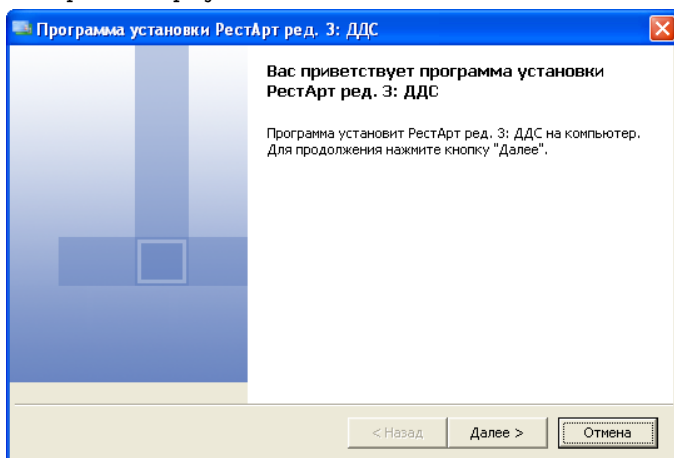 Программа установки РестАрт ред. 3: ДДС
Вас приветствует программа установки
РестАрт ред. 3: ДДС
Программа установит РестАрт ред. 3: ДДС на компьютер.
Для продолжения нажмите кнопку "Далее".
< Назад
Далее >
Отмена